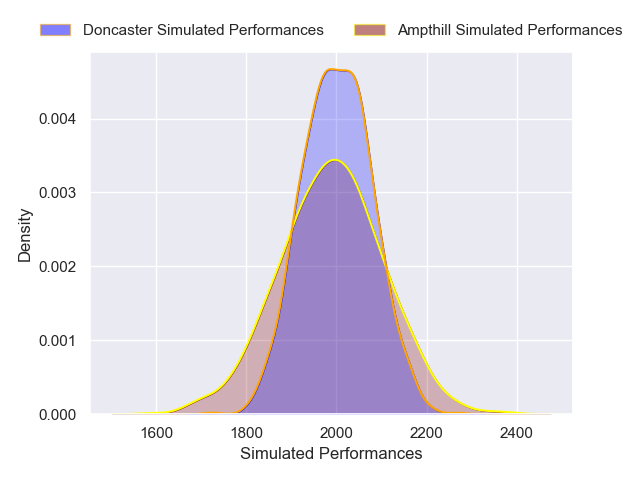 Doncaster Simulated Performances Ampthill Simulated Performances
0.004
0.003
0.002
0.001
0.000
Density
1600 1800 2000 2200 2400
Simulated Performances